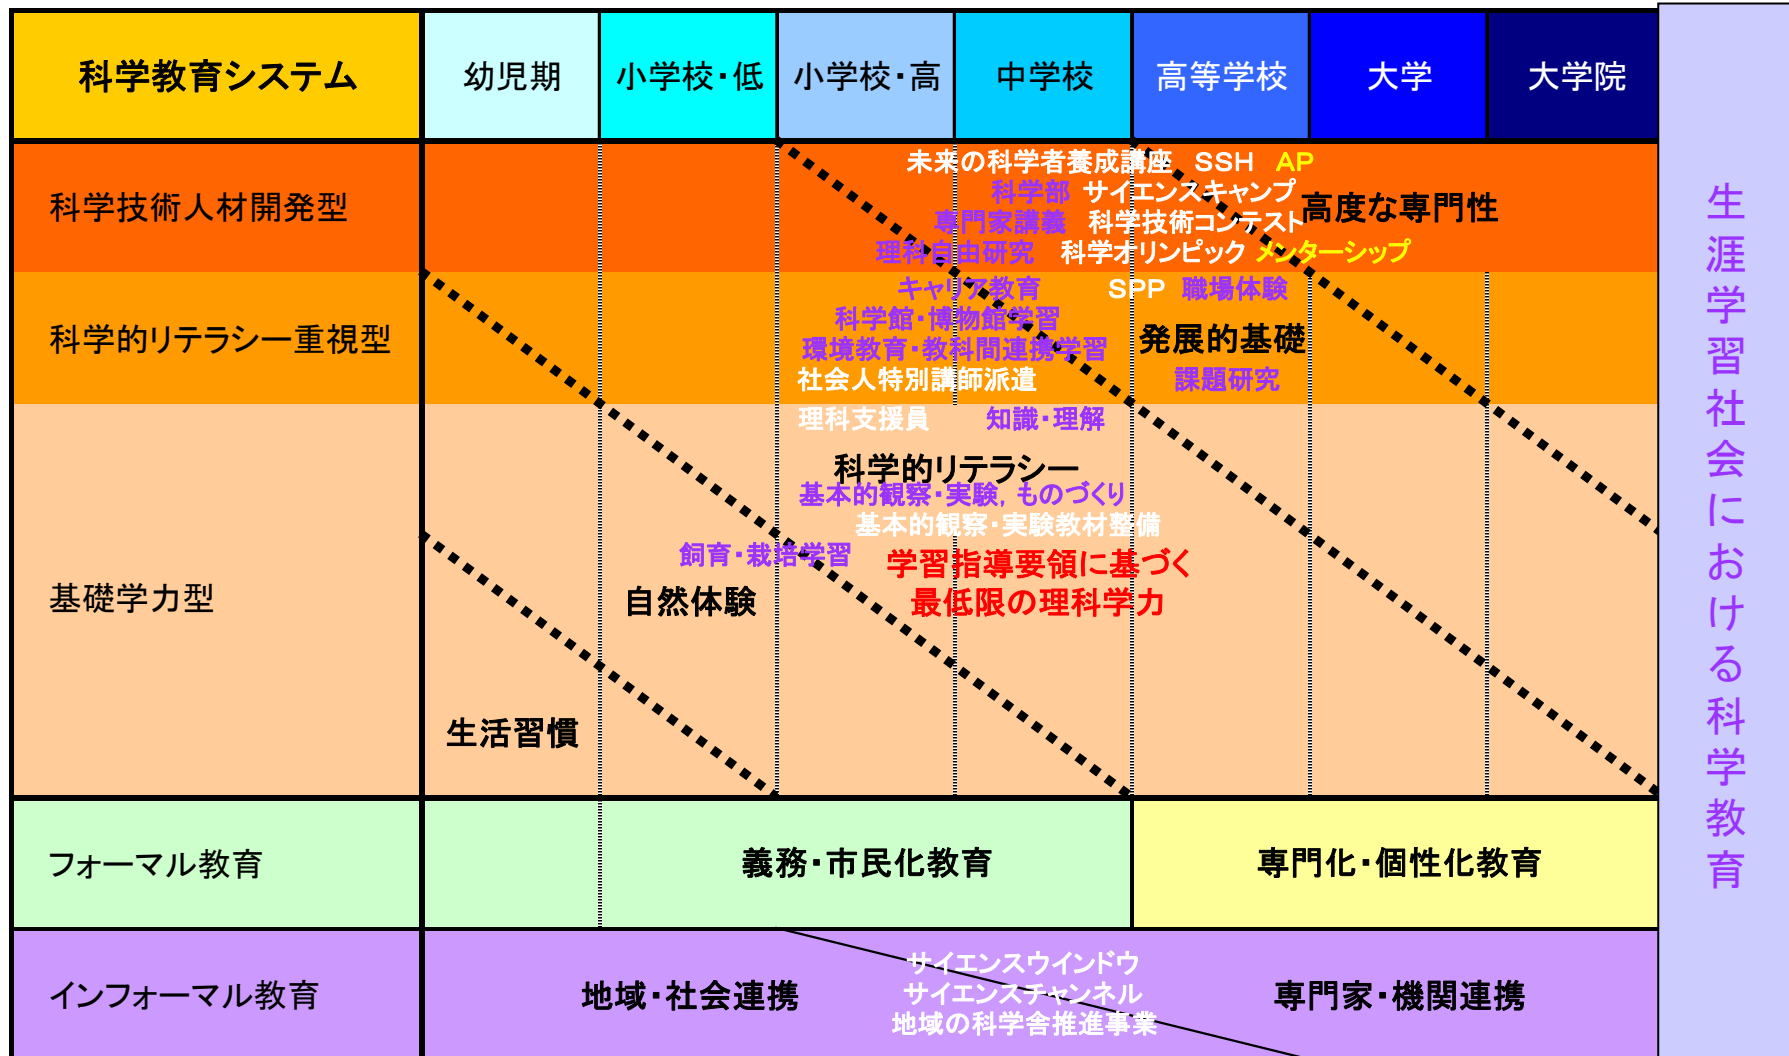 科学教育システム
幼児期
小学校・低
小学校・高
中学校
高等学校
大学
大学院
科学技術人材開発型
未来の科学者養成講座 SSH AP
科学部 サイエンスキャンプ
専門家講義 科学技術コンテスト
理科自由研究 科学オリンピック メンターシップ
高度な専門性
科学的リテラシー重視型
キャリア教育 SPP 職場体験
科学館・博物館学習
環境教育・教科間連携学習
社会人特別講師派遣
発展的基礎
課題研究
基礎学力型
理科支援員 知識・理解
科学的リテラシー
基本的観察・実験, ものづくり
基本的観察・実験教材整備
飼育・栽培学習
学習指導要領に基づく
最低限の理科学力
自然体験
生活習慣
フォーマル教育
義務・市民化教育
専門化・個性化教育
インフォーマル教育
地域・社会連携
サイエンスウインドウ
サイエンスチャンネル
地域の科学舎推進事業
専門家・機関連携
生涯学習社会における科学教育